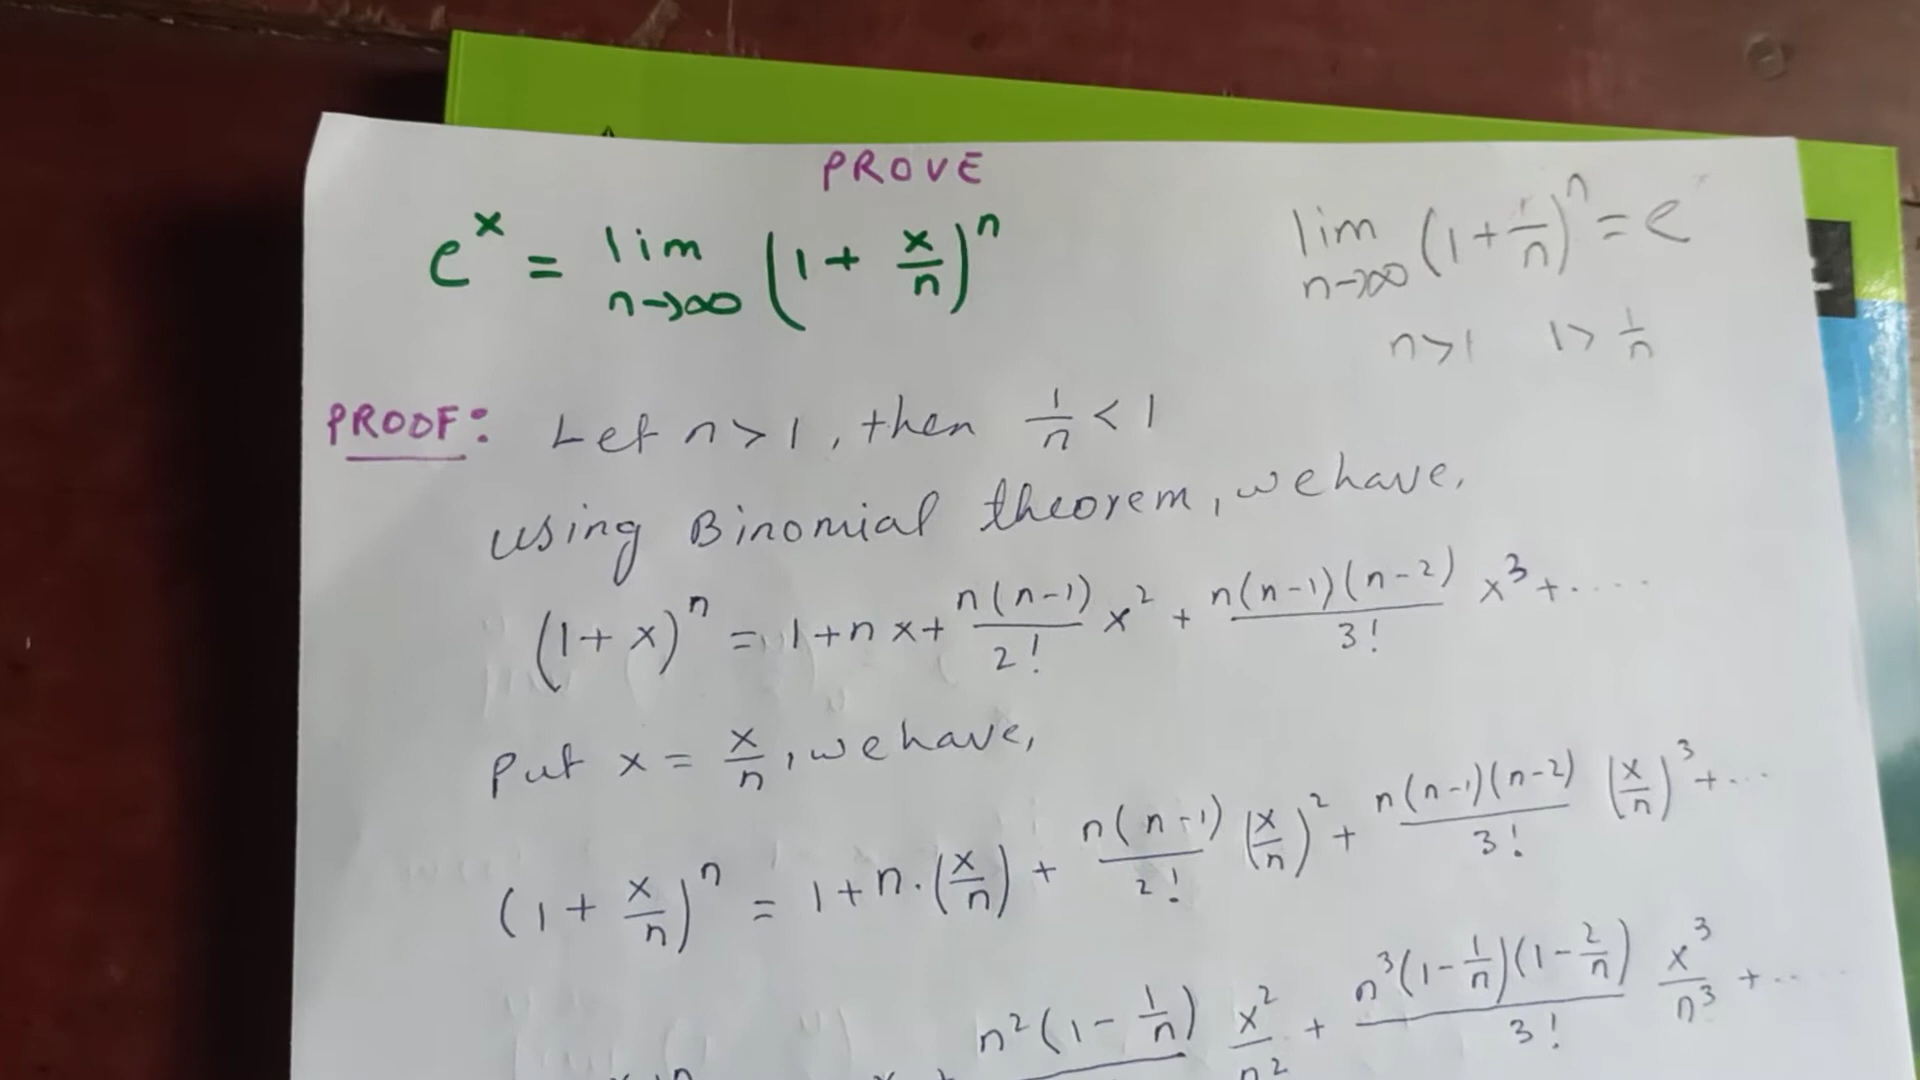 PROVE
e^x = lim n→∞ (1 + x/n)^n
lim n→∞ (1 + 1/n)^n = e
n>1 1> 1/n
PROOF: Let n>1, then 1/n < 1
using Binomial theorem, we have,
(1+x)^n = 1+nx+ n(n-1)/2! x^2 + n(n-1)(n-2)/3! x^3 + .....
Put x = x/n, we have,
(1 + x/n)^n = 1+n.(x/n) + n(n-1)/2! (x/n)^2 + n(n-1)(n-2)/3! (x/n)^3 + ...
n^2(1 - 1/n) x^2/n^2 + n^3(1 - 1/n)(1 - 2/n)/3! x^3/n^3 + ...